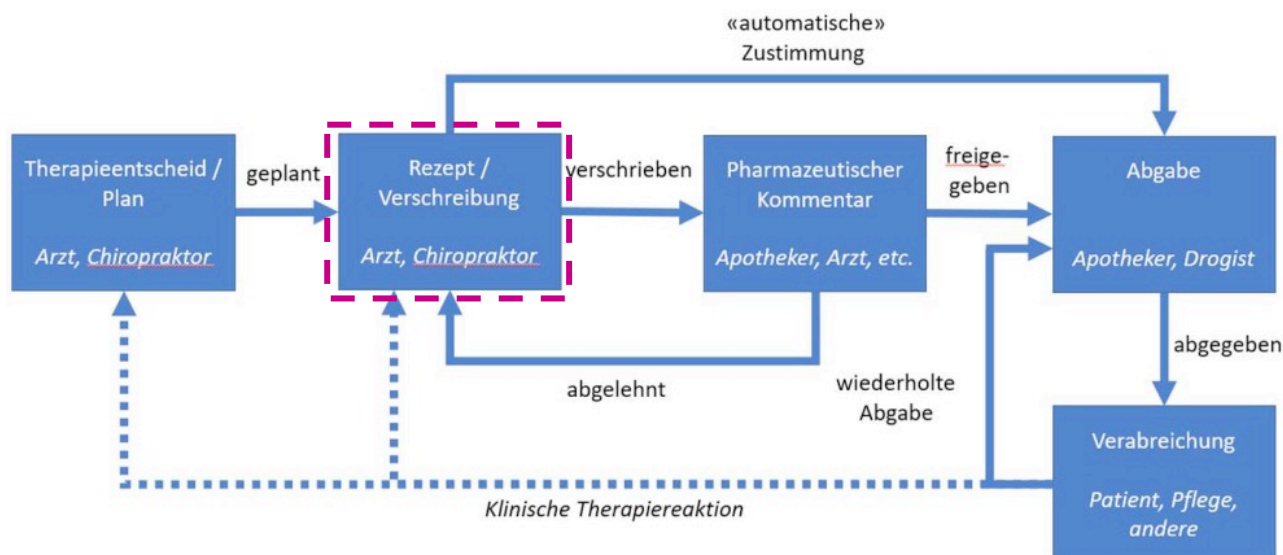 «automatische»
Zustimmung
Therapieentscheid /
Plan
Arzt, Chiropraktor
geplant
Rezept /
Verschreibung
Arzt, Chiropraktor
verschrieben
Pharmazeutischer
Kommentar
Apotheker, Arzt, etc.
freige-
geben
Abgabe
Apotheker, Drogist
abgelehnt
wiederholte
Abgabe
abgegeben
Verabreichung
Patient, Pflege,
andere
Klinische Therapiereaktion